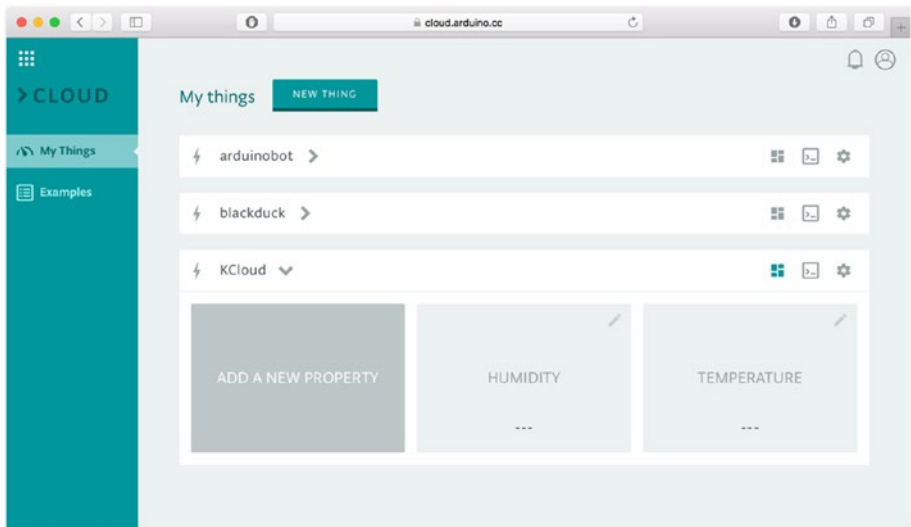 cloud.arduino.cc
>CLOUD
My things
NEW THING
My Things
Examples
arduinobot
blackduck
KCloud
ADD A NEW PROPERTY
HUMIDITY
---
TEMPERATURE
---